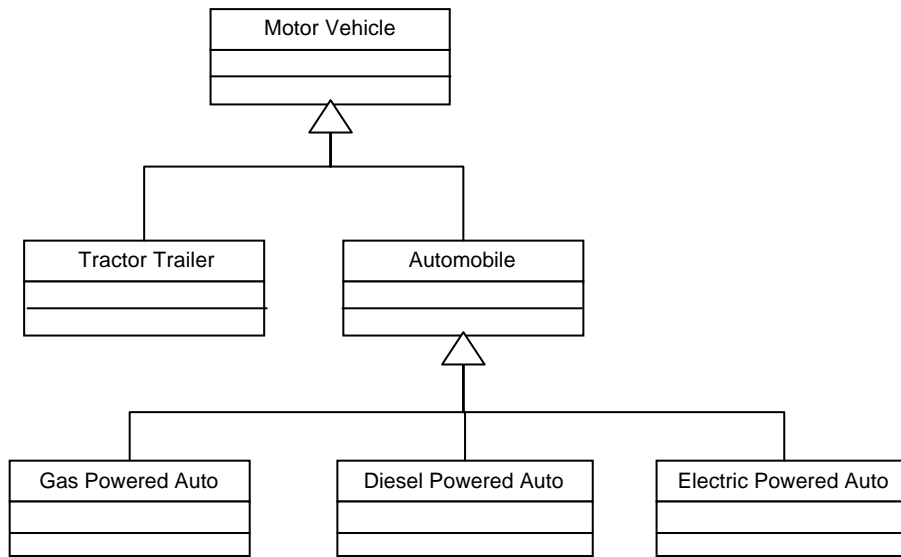 Motor Vehicle
Tractor Trailer
Automobile
Gas Powered Auto
Diesel Powered Auto
Electric Powered Auto